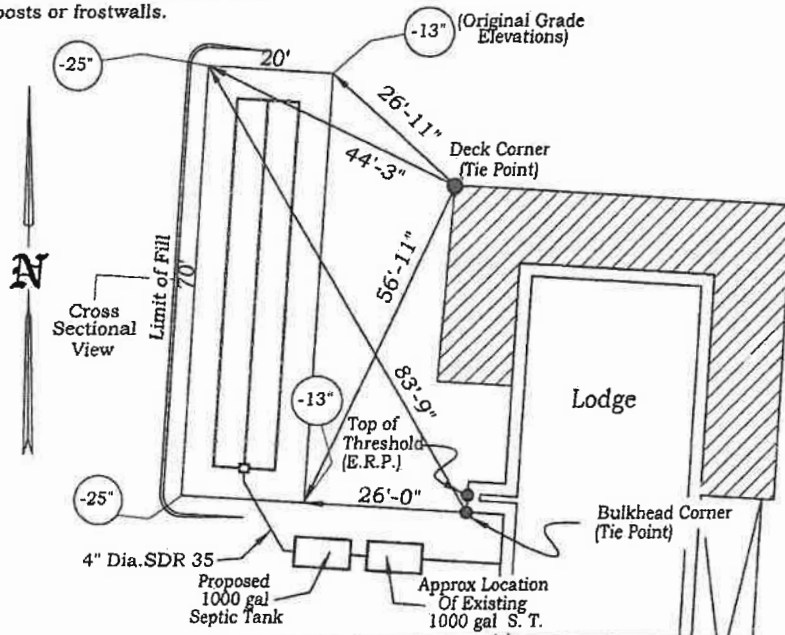 posts or frostwalls.
-13"
(Original Grade
Elevations)
-25"
20'
26'-11"
Deck Corner
(Tie Point)
44'-3"
N
56'-11"
Limit of Fill
70'
Cross
Sectional
View
83'-9"
-13"
Lodge
Top of
Threshold
(E.R.P.)
-25"
26'-0"
Bulkhead Corner
(Tie Point)
4" Dia.SDR 35
Proposed
1000 gal
Septic Tank
Approx Location
Of Existing
1000 gal S. T.